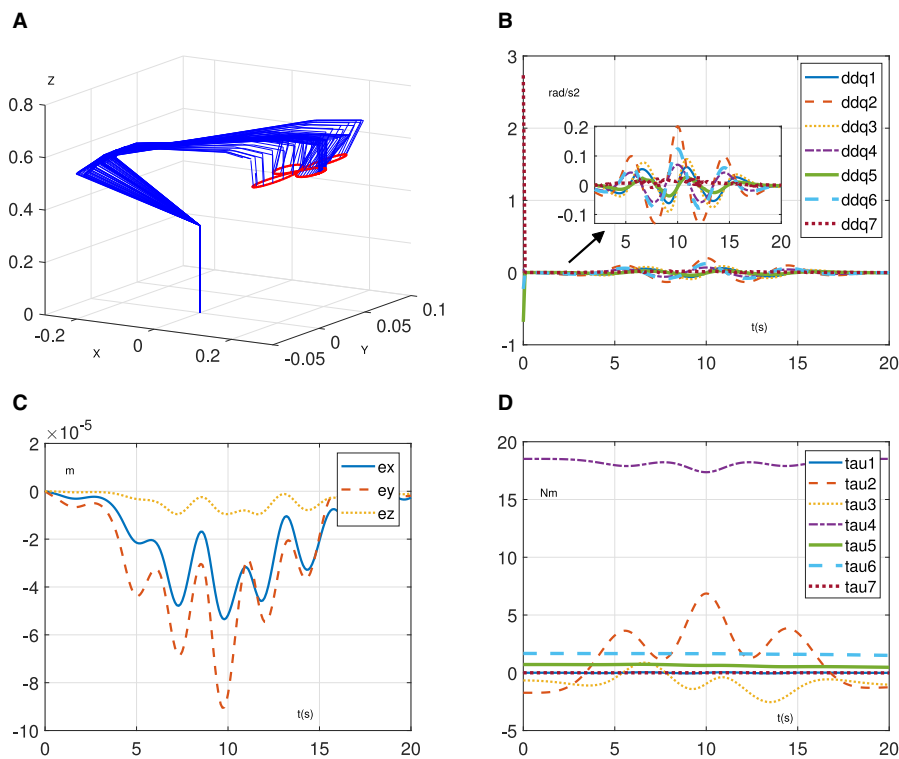 A
Z
0.8
0.6
0.4
0.2
0
-0.2
0
0.2
X
-0.05
0
0.05
0.1
Y
B
3
2
1
0
-1
rad/s2
ddq1
ddq2
ddq3
ddq4
ddq5
ddq6
ddq7
0.2
0.1
0
-0.1
5 10 15 20
t(s)
0 5 10 15 20
C
×10-5
2
0
-2
-4
-6
-8
-10
m
ex
ey
ez
t(s)
0 5 10 15 20
D
20
15
10
5
0
-5
Nm
tau1
tau2
tau3
tau4
tau5
tau6
tau7
t(s)
0 5 10 15 20